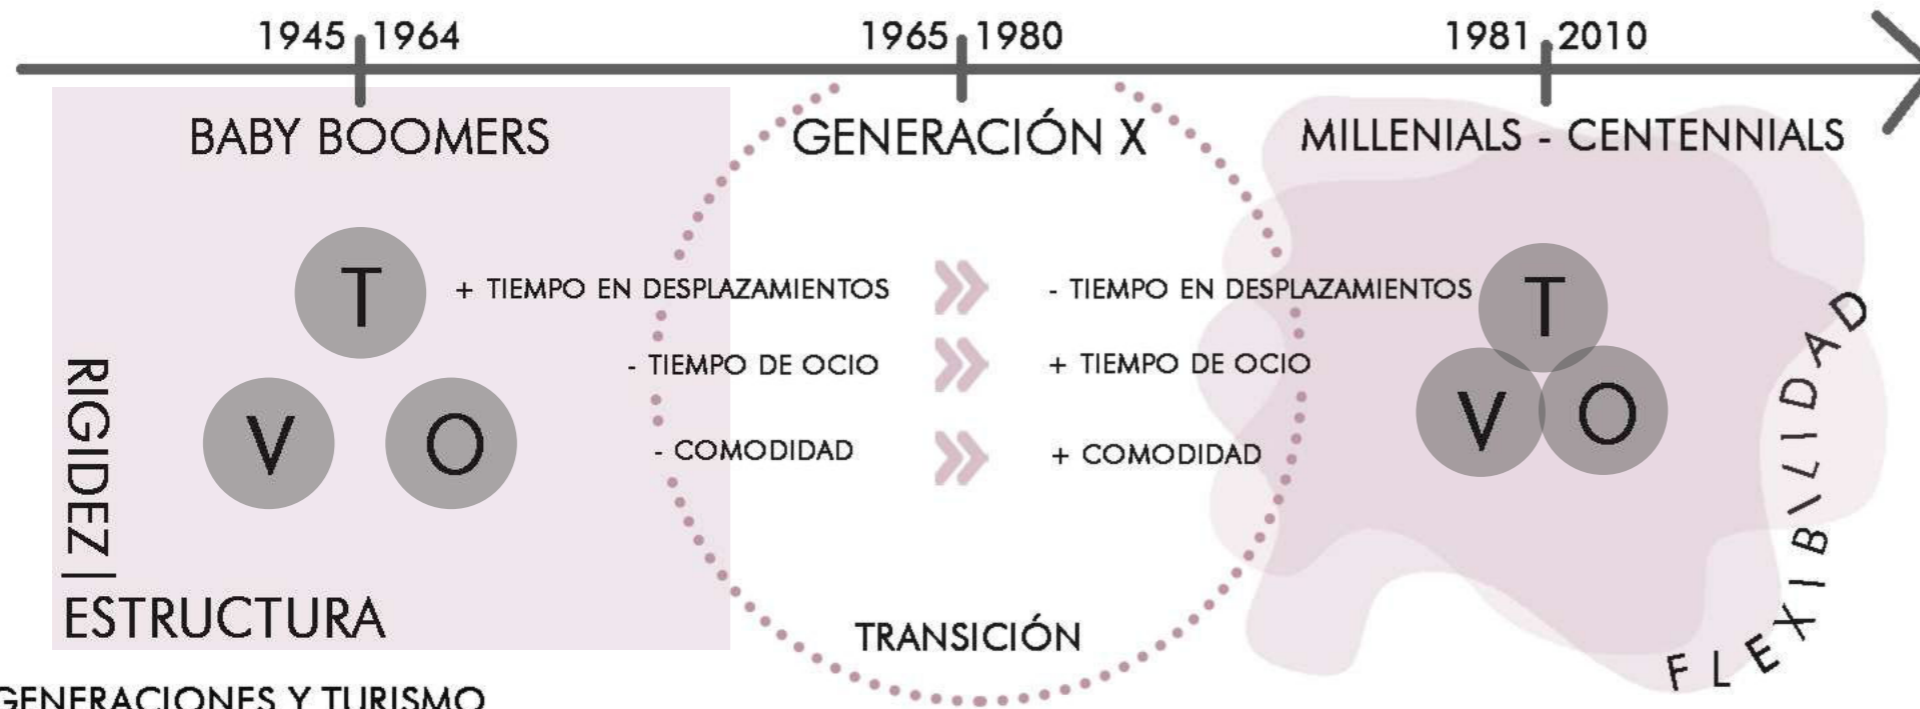 1945 1964
1965 1980
1981 2010
BABY BOOMERS
GENERACIÓN X
MILLENIALS - CENTENNIALS
T
+ TIEMPO EN DESPLAZAMIENTOS
- TIEMPO EN DESPLAZAMIENTOS
T
- TIEMPO DE OCIO
+ TIEMPO DE OCIO
V
O
- COMODIDAD
+ COMODIDAD
V
O
RIGIDEZ |
ESTRUCTURA
TRANSICIÓN
FLEXIBILIDAD
GENERACIONES Y TURISMO